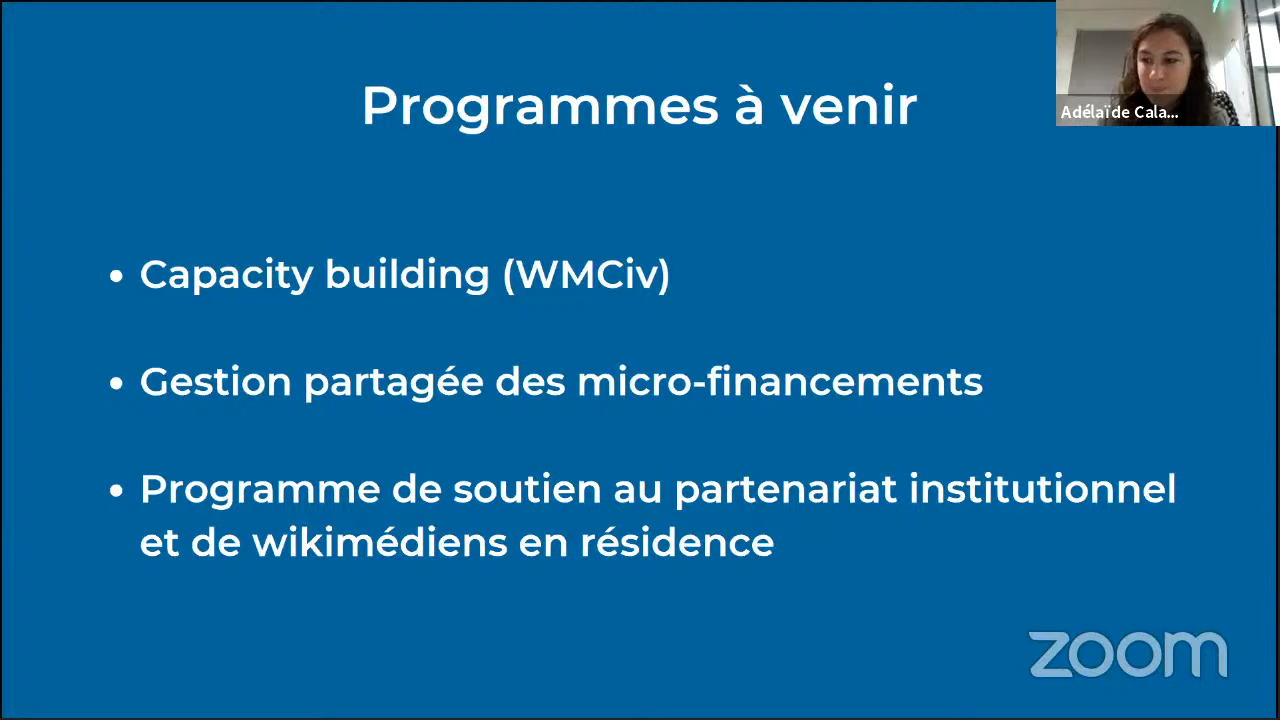 Programmes à venir
Adélaïde Cala...
• Capacity building (WMCiv)
• Gestion partagée des micro-financements
• Programme de soutien au partenariat institutionnel
et de wikimédiens en résidence
zoom